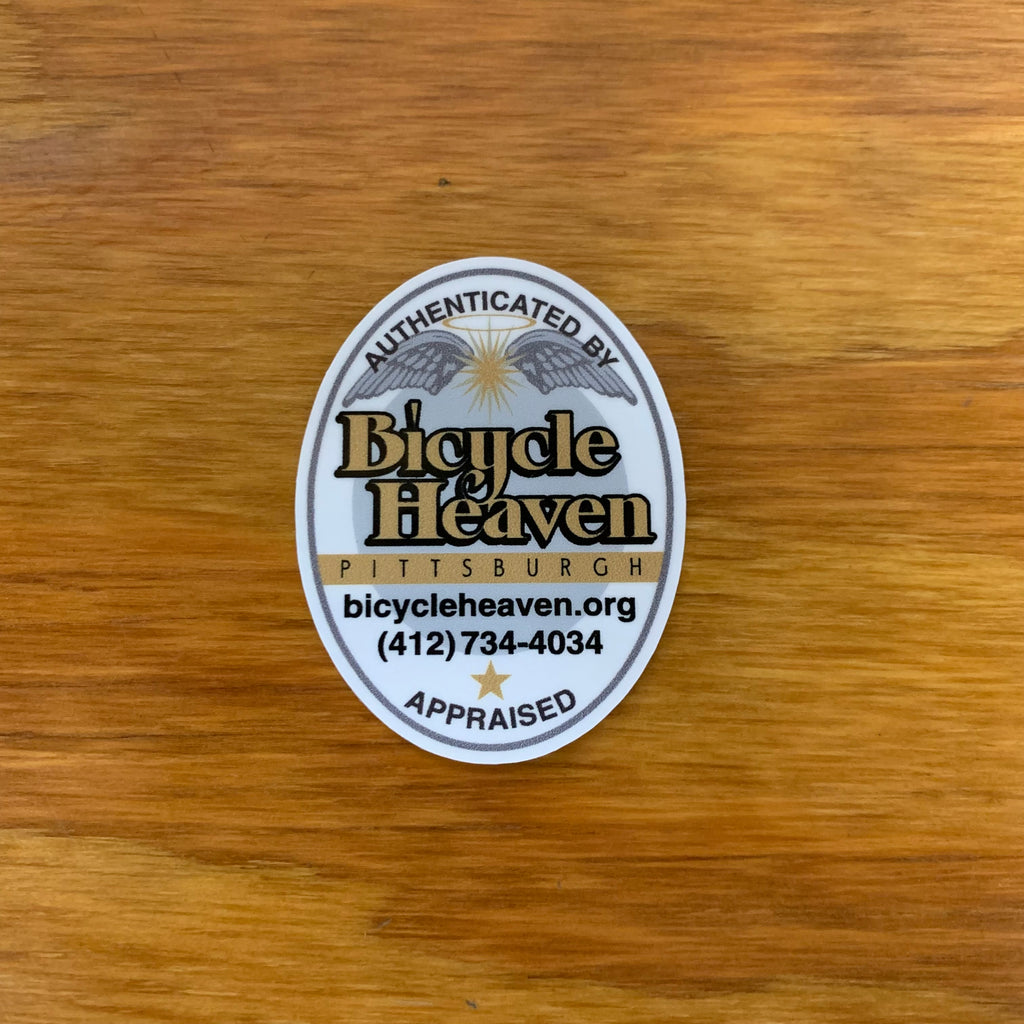 AUTHENTICATED BY
Bicycle
Heaven
PITTSBURGH
bicycleheaven.org
(412) 734-4034
APPRAISED